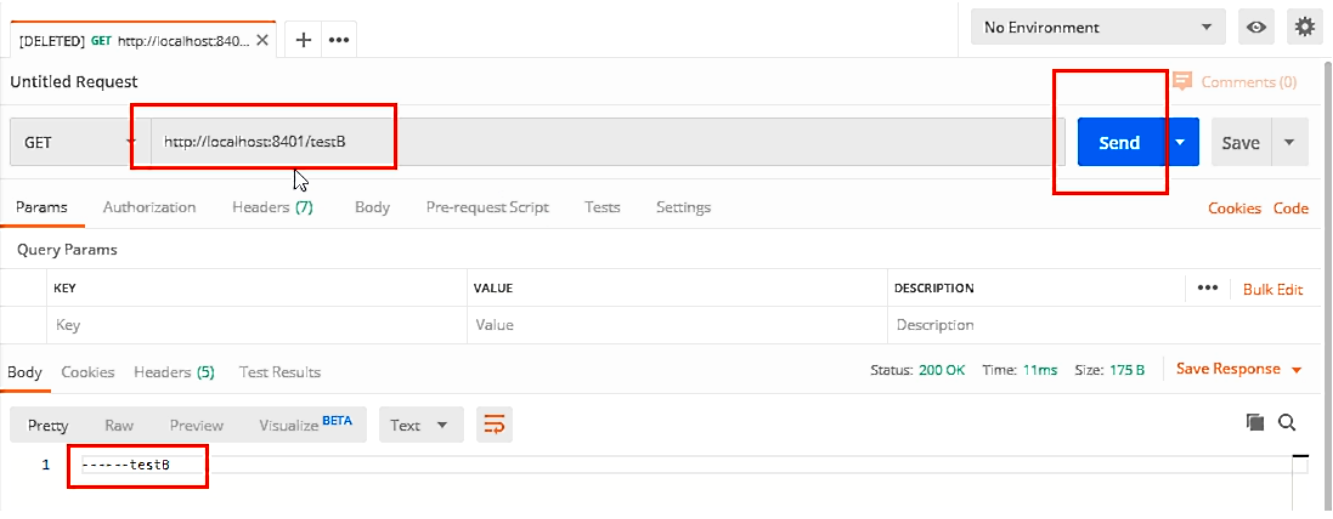 [DELETED] GET http://localhost:840... ✕ + •••
No Environment
Untitled Request
Comments (0)
GET http://localhost:8401/testB Send Save
Params Authorization Headers (7) Body Pre-request Script Tests Settings Cookies Code
Query Params
KEY VALUE DESCRIPTION ••• Bulk Edit
Key Value Description
Body Cookies Headers (5) Test Results Status: 200 OK Time: 11ms Size: 175 B Save Response
Pretty Raw Preview Visualize BETA Text
1 ------testB